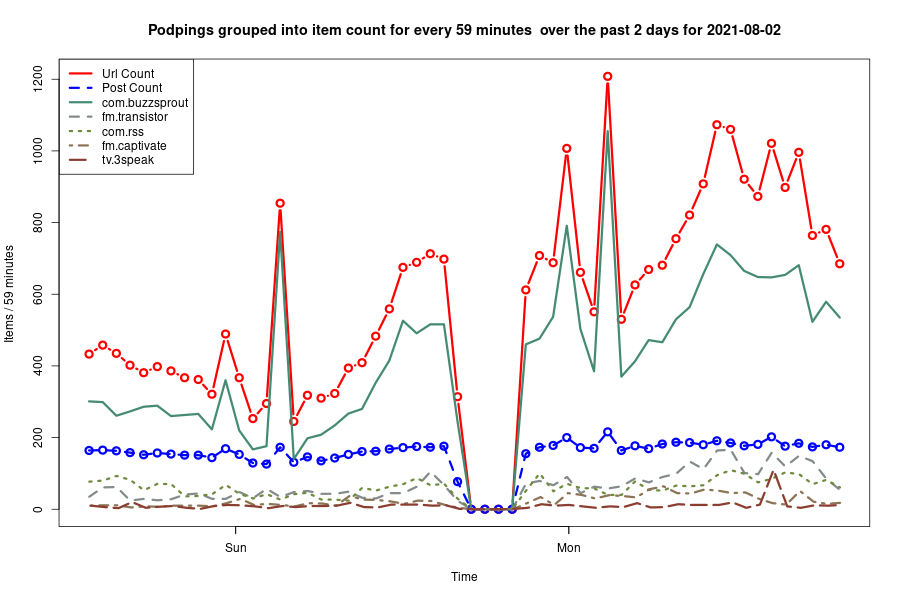 Podpings grouped into item count for every 59 minutes  over the past 2 days for 2021-08-02
Url Count
Post Count
com.buzzsprout
fm.transistor
com.rss
fm.captivate
tv.3speak
Items / 59 minutes
1200
1000
800
600
400
200
0
Sun
Mon
Time